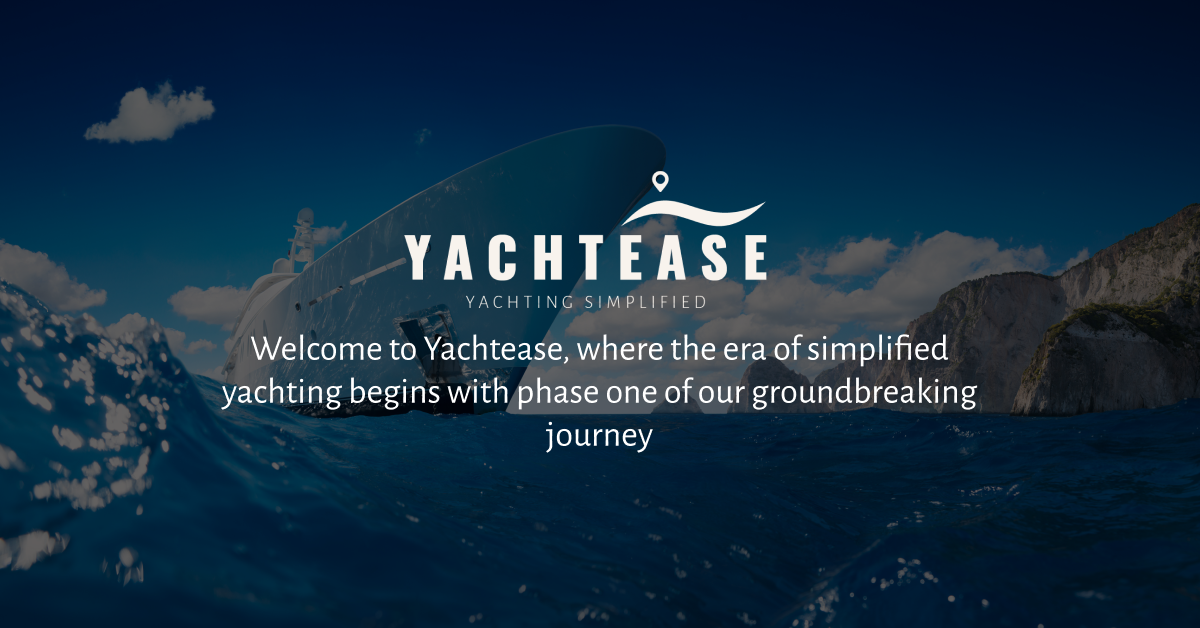 YACHTEASE
YACHTING SIMPLIFIED
Welcome to Yachtease, where the era of simplified
yachting begins with phase one of our groundbreaking
journey